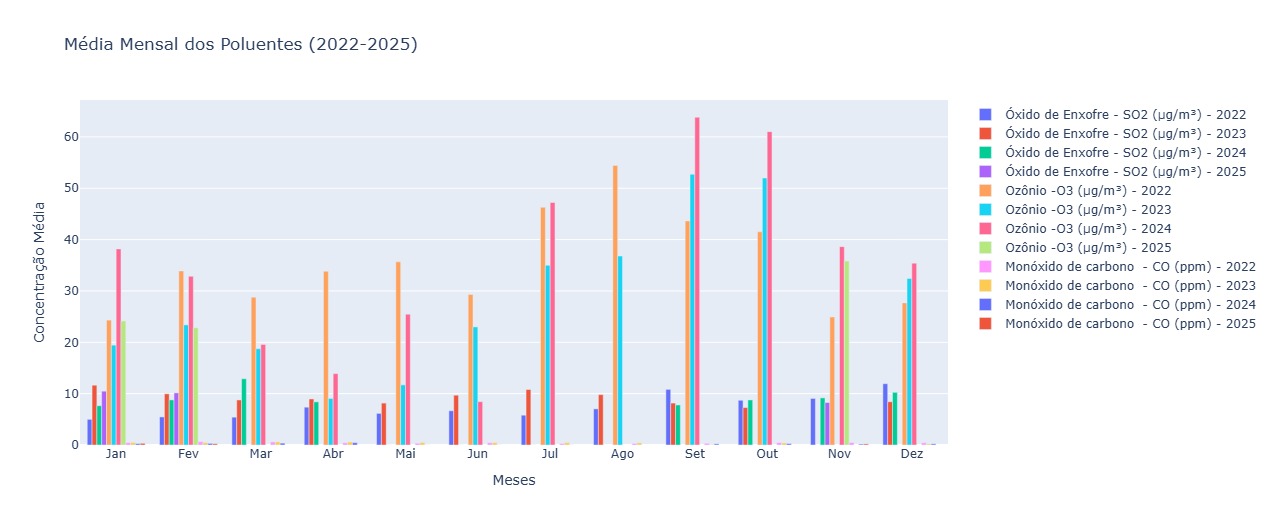 Média Mensal dos Poluentes (2022-2025)
Concentração Média
60
50
40
30
20
10
0
Jan Fev Mar Abr Mai Jun Jul Ago Set Out Nov Dez
Meses
Óxido de Enxofre - SO2 (µg/m³) - 2022
Óxido de Enxofre - SO2 (µg/m³) - 2023
Óxido de Enxofre - SO2 (µg/m³) - 2024
Óxido de Enxofre - SO2 (µg/m³) - 2025
Ozônio -O3 (µg/m³) - 2022
Ozônio -O3 (µg/m³) - 2023
Ozônio -O3 (µg/m³) - 2024
Ozônio -O3 (µg/m³) - 2025
Monóxido de carbono  - CO (ppm) - 2022
Monóxido de carbono  - CO (ppm) - 2023
Monóxido de carbono  - CO (ppm) - 2024
Monóxido de carbono  - CO (ppm) - 2025